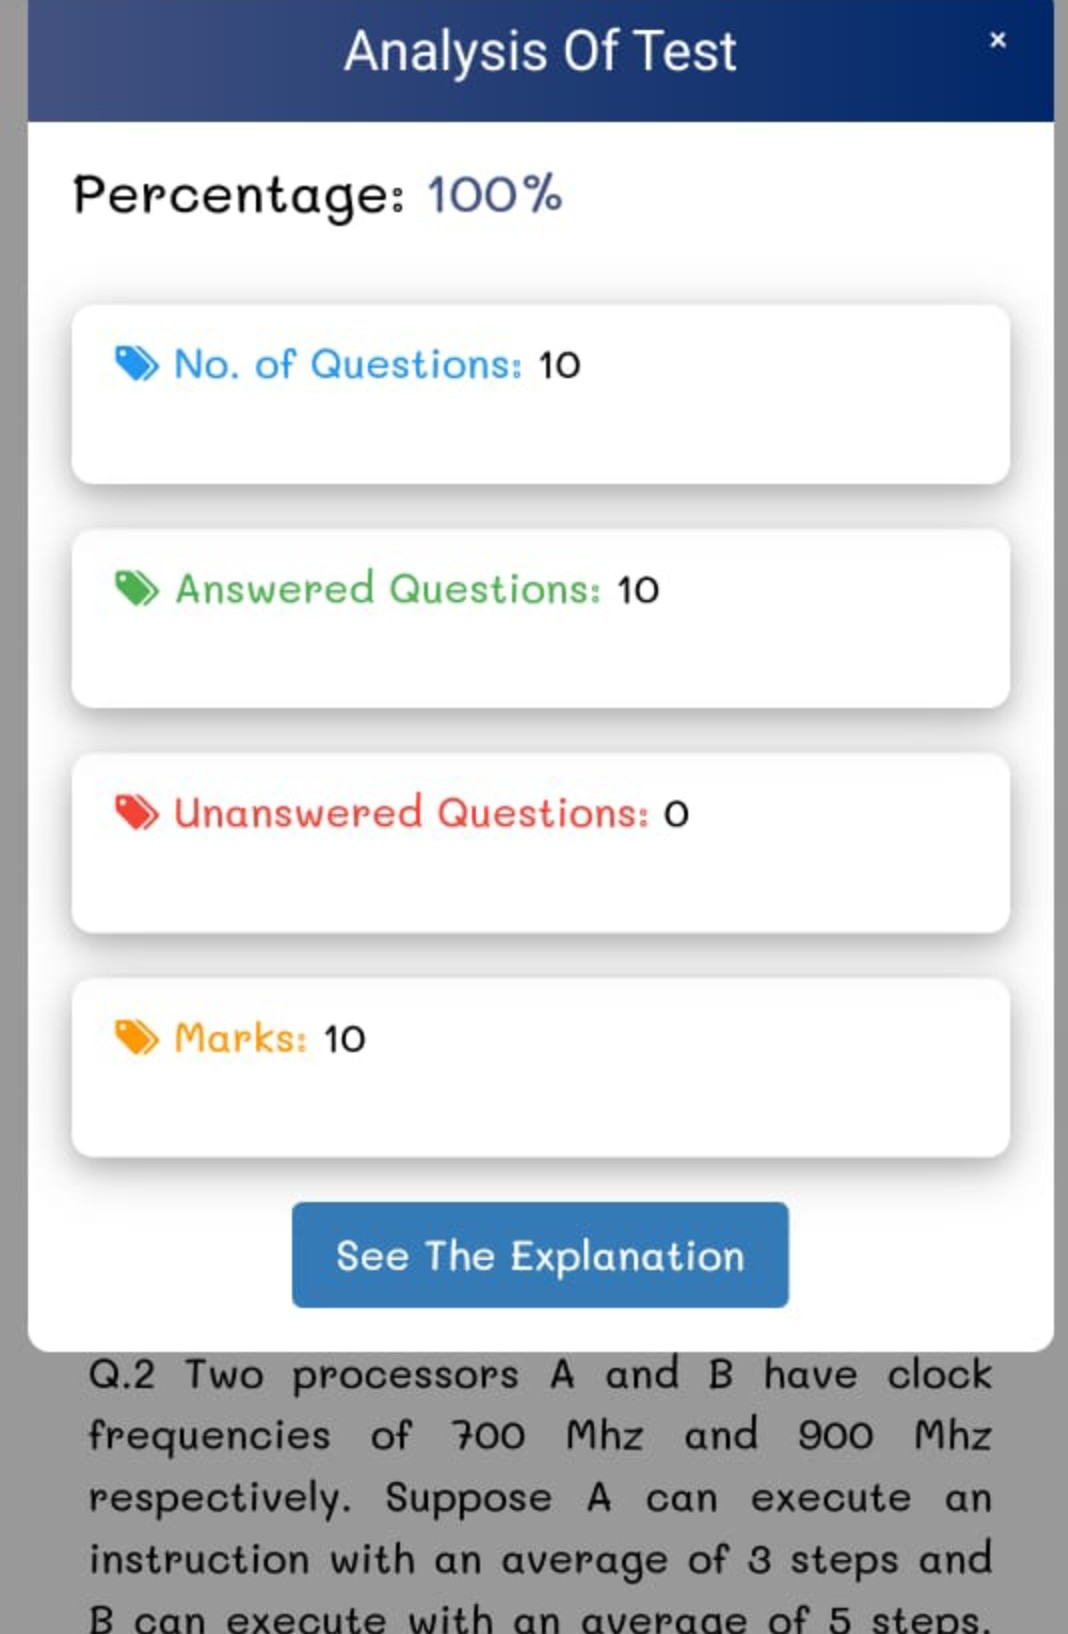 Analysis Of Test
×
Percentage: 100%
No. of Questions: 10
Answered Questions: 10
Unanswered Questions: 0
Marks: 10
See The Explanation
Q.2 Two processors A and B have clock
frequencies of 700 Mhz and 900 Mhz
respectively. Suppose A can execute an
instruction with an average of 3 steps and
B can execute with an average of 5 steps.